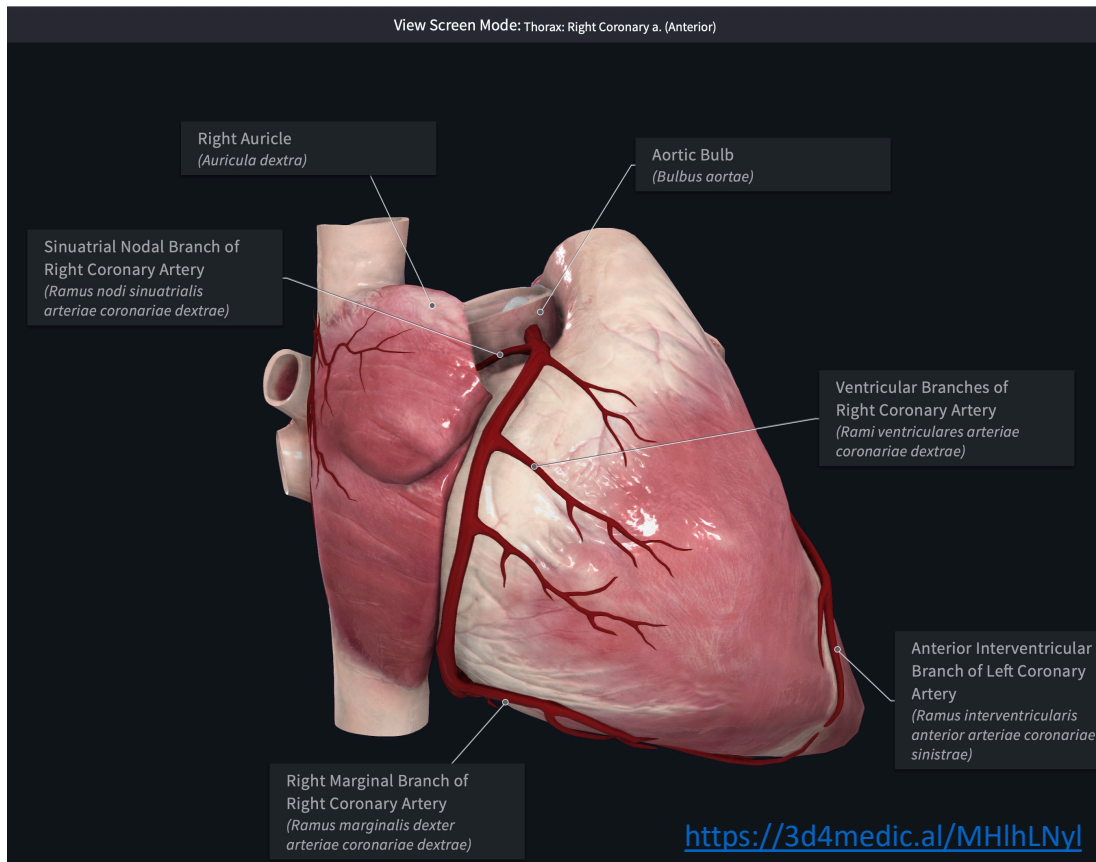 View Screen Mode: Thorax: Right Coronary a. (Anterior)
Right Auricle
(Auricula dextra)
Aortic Bulb
(Bulbus aortae)
Sinuatrial Nodal Branch of
Right Coronary Artery
(Ramus nodi sinuatrialis
arteriae coronariae dextrae)
Ventricular Branches of
Right Coronary Artery
(Rami ventriculares arteriae
coronariae dextrae)
Anterior Interventricular
Branch of Left Coronary
Artery
(Ramus interventricularis
anterior arteriae coronariae
sinistrae)
Right Marginal Branch of
Right Coronary Artery
(Ramus marginalis dexter
arteriae coronariae dextrae)
https://3d4medic.al/MHlhLNyl